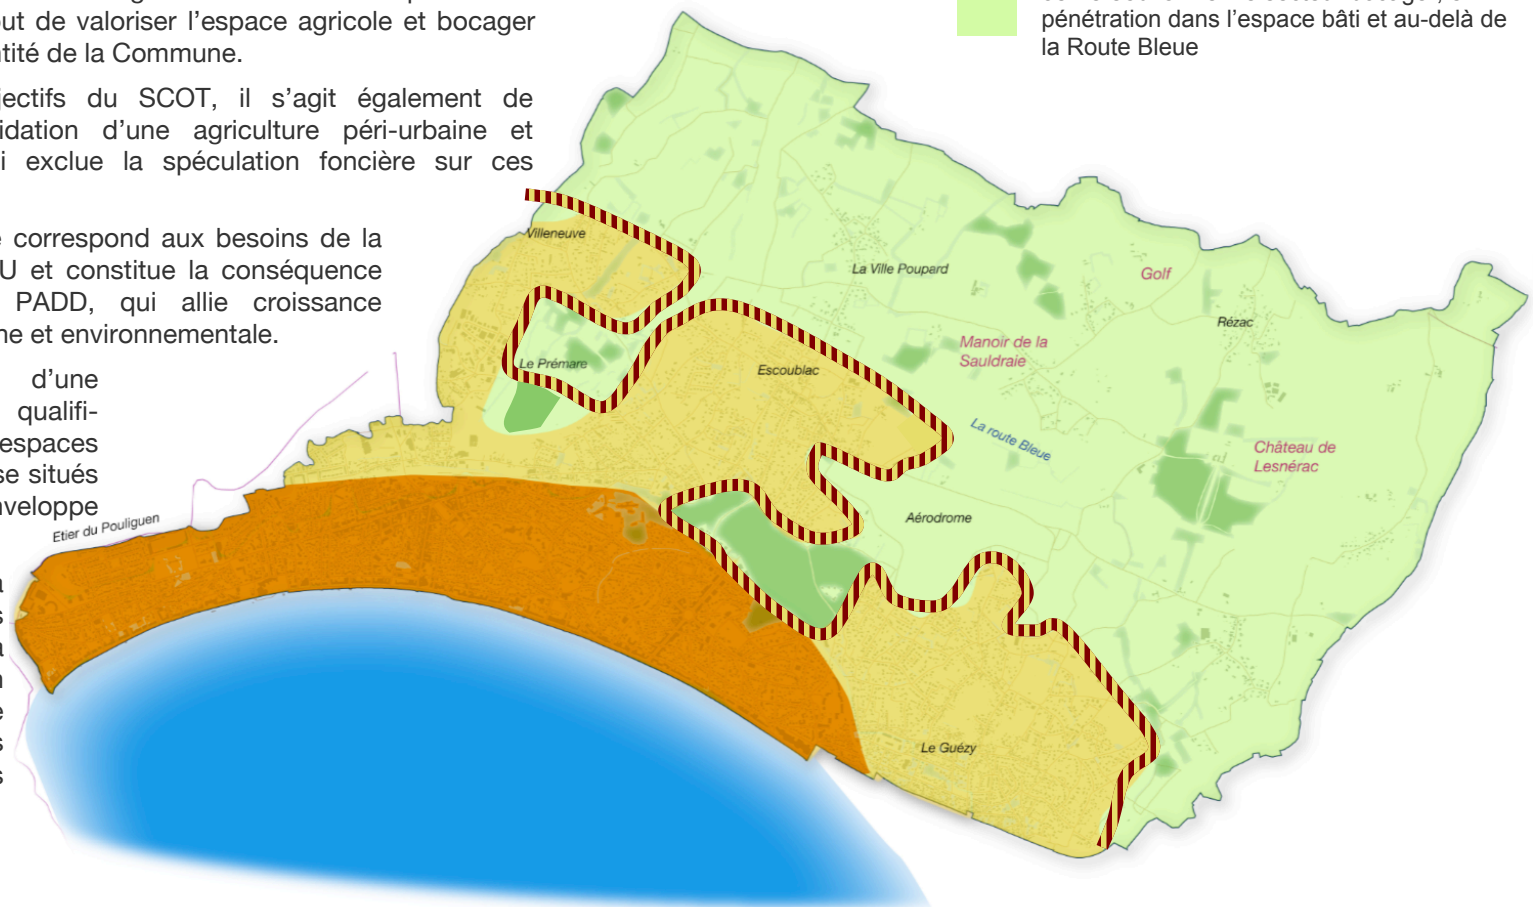 out de valoriser l’espace agricole et bocager
ntité de la Commune.
jectifs du SCOT, il s’agit également de
idation d’une agriculture péri-urbaine et
i exclue la spéculation foncière sur ces
e correspond aux besoins de la
U et constitue la conséquence
PADD, qui allie croissance
ne et environnementale.
d’une
qualifi-
espaces
se situés
nveloppe
a
s
a
n
e
s
s
pénétration dans l’espace bâti et au-delà de
la Route Bleue
Villeneuve
La Ville Poupard
Golf
Rézac
Manoir de la
Sauldraie
Le Prémare
Escoublac
La route Bleue
Château de
Lesnérac
Etier du Pouliguen
Aérodrome
Le Guézy